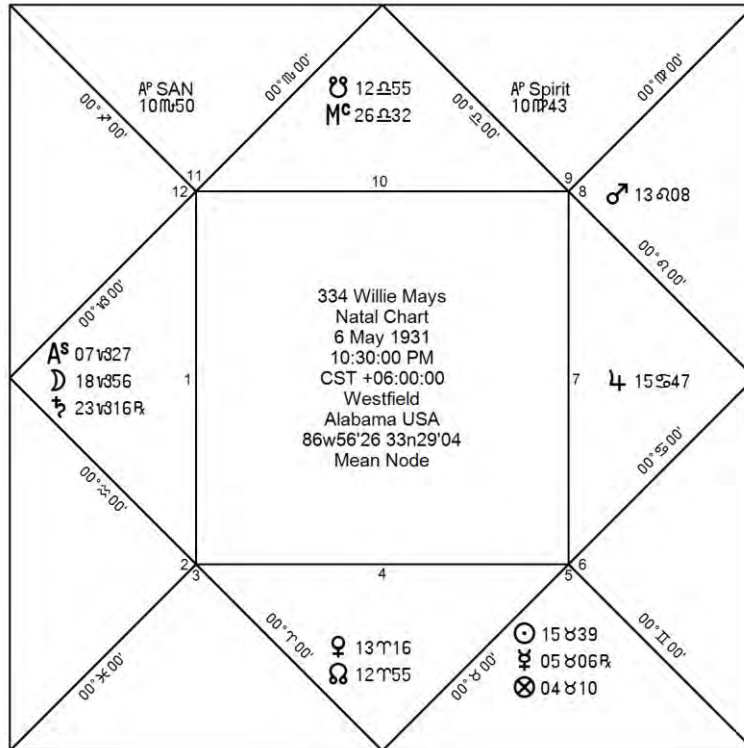 AP SAN
10♏50
00°♏00'
☋ 12♎55
Mc 26♎32
00°♎00'
AP Spirit
10♍43
00°♍00'
00°♐00'
11
12
10
9
8
♂ 13♌08
00°♌00'
00°♑00'
As 07♑27
☽ 18♑56
♄ 23♑16℞
1
334 Willie Mays
Natal Chart
6 May 1931
10:30:00 PM
CST +06:00:00
Westfield
Alabama USA
86w56'26 33n29'04
Mean Node
7
♃ 15♋47
00°♒00'
00°♋00'
2
3
4
6
5
00°♓00'
00°♈00'
♀ 13♈16
☊ 12♈55
00°♉00'
☉ 15♉39
☿ 05♉06℞
⊗ 04♉10
00°♊00'